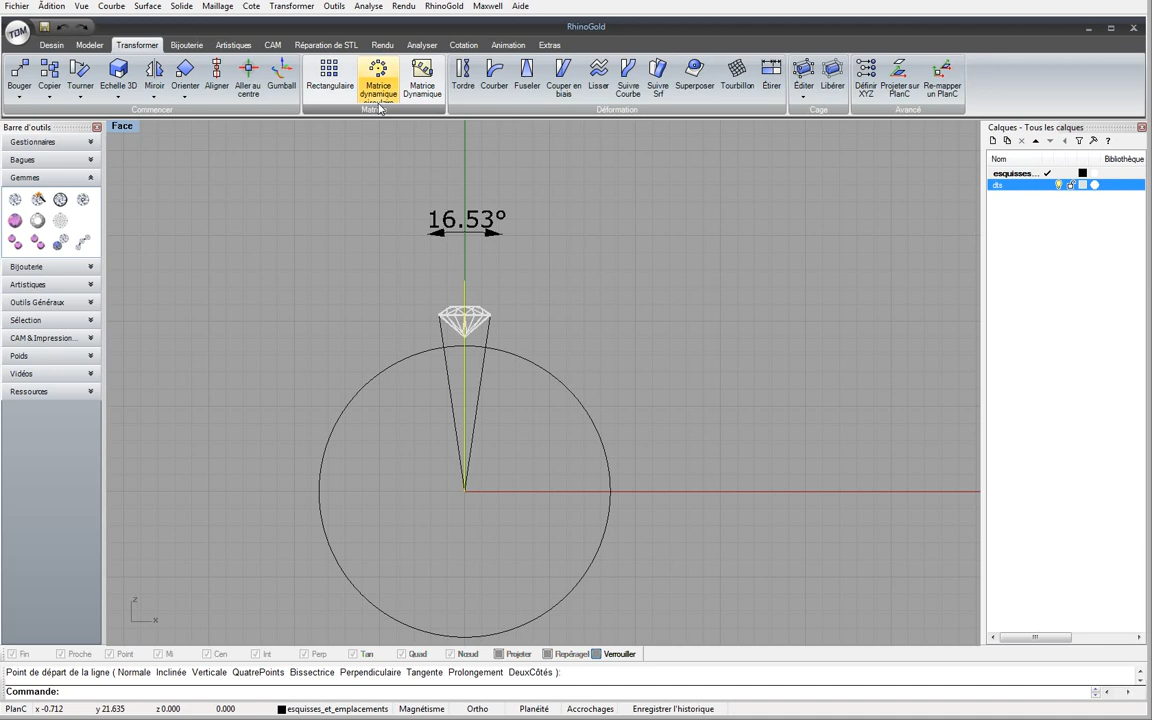 Fichier Ãdition Vue Courbe Surface Solide Maillage Cote Transformer Outils Analyse Rendu RhinoGold Maxwell Aide
TDM RhinoGold
Dessin Modeler Transformer Bijouterie Artistiques CAM Réparation de STL Rendu Analyser Cotation Animation Extras
Bouger Copier Tourner Echelle 3D Miroir Orienter Aligner Aller au centre Gumball Rectangulaire Matrice dynamique circulaire Matrice Dynamique Tordre Courber Fuseler Couper en biais Lisser Suivre Courbe Suivre Srf Superposer Tourbillon Étirer Éditer Libérer Définir XYZ Projeter sur PlanC Re-mapper un PlanC
Commencer Déformation Cage Avancé
Barre d'outils
Face
Calques - Tous les calques
Gestionnaires
Nom Bibliothèque
Bagues
esquisses...
Gemmes
dts
16.53°
Bijouterie
Artistiques
Outils Généraux
Sélection
CAM & Impression...
Poids
Vidéos
Ressources
z
x
Fin Proche Point Mi Cen Int Perp Tan Quad Nœud Projeter Repérage Verrouiller
Point de départ de la ligne ( Normale Inclinée Verticale QuatrePoints Bissectrice Perpendiculaire Tangente Prolongement DeuxCôtés ):
Commande:
PlanC x -0.712 y 21.635 z 0.000 0.000 esquisses_et_emplacements Magnétisme Ortho Planéité Accrochages Enregistrer l'historique